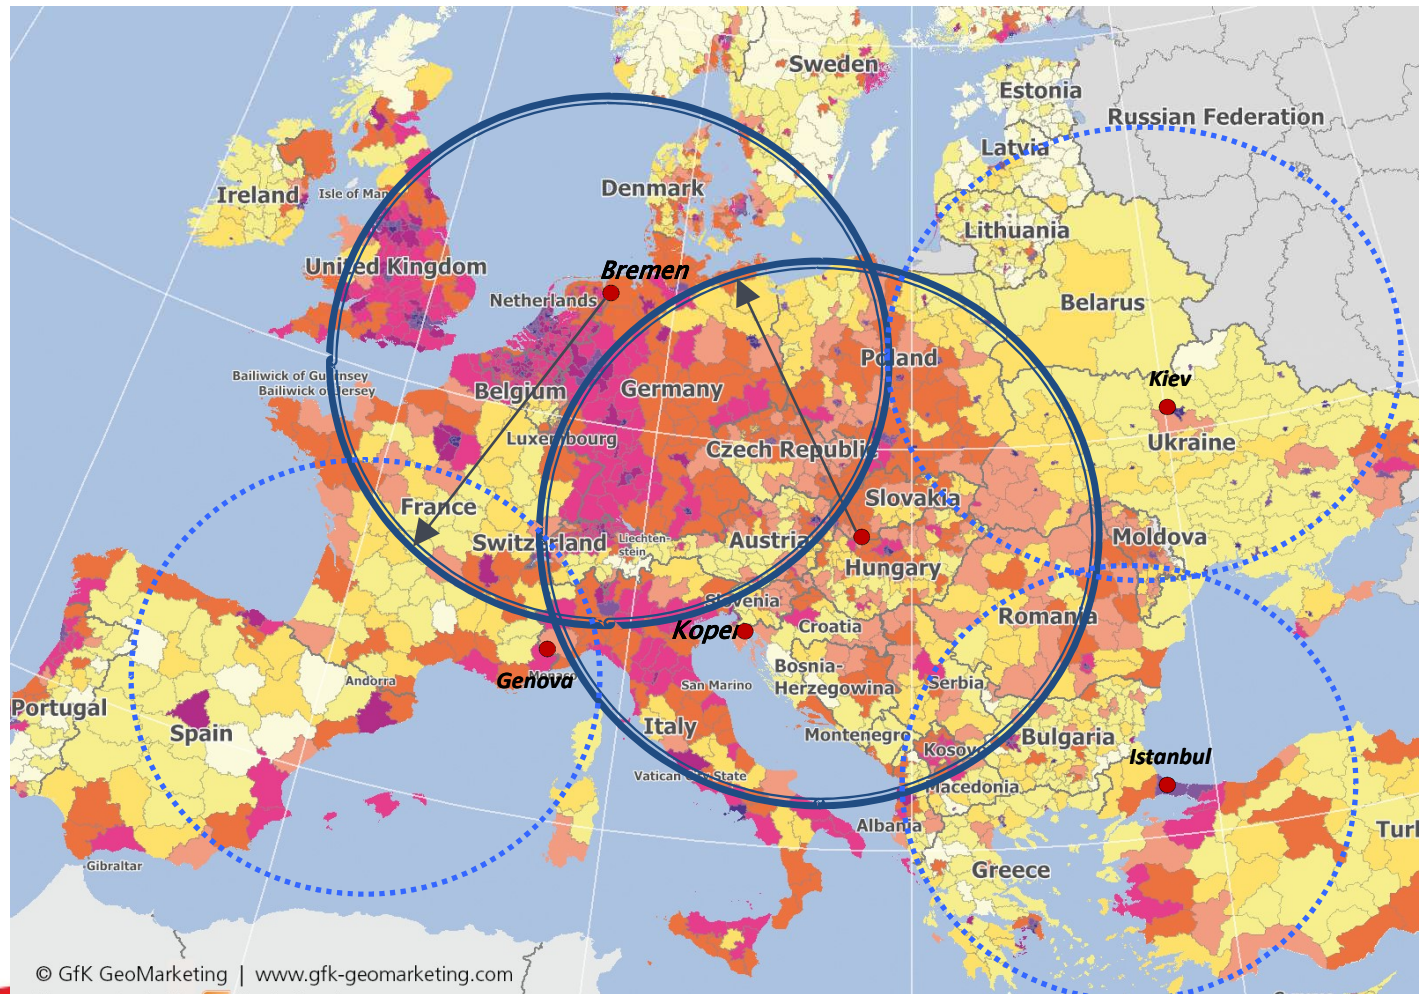 Sweden
Estonia
Russian Federation
Latvia
Denmark
Ireland
Isle of Man
Lithuania
United Kingdom
Bremen
Netherlands
Belarus
Poland
Bailiwick of Guernsey
Bailiwick of Jersey
Belgium
Germany
Kiev
Luxembourg
Czech Republic
Ukraine
France
Slovakia
Switzerland
Liechten-
stein
Austria
Moldova
Hungary
Slovenia
Romania
Koper
Croatia
Genova
Monaco
Andorra
San Marino
Bosnia-
Herzegowina
Serbia
Portugal
Spain
Italy
Montenegro
Kosovo
Bulgaria
Istanbul
Vatican City State
Macedonia
Albania
Turk
Gibraltar
Greece
© GfK GeoMarketing | www.gfk-geomarketing.com